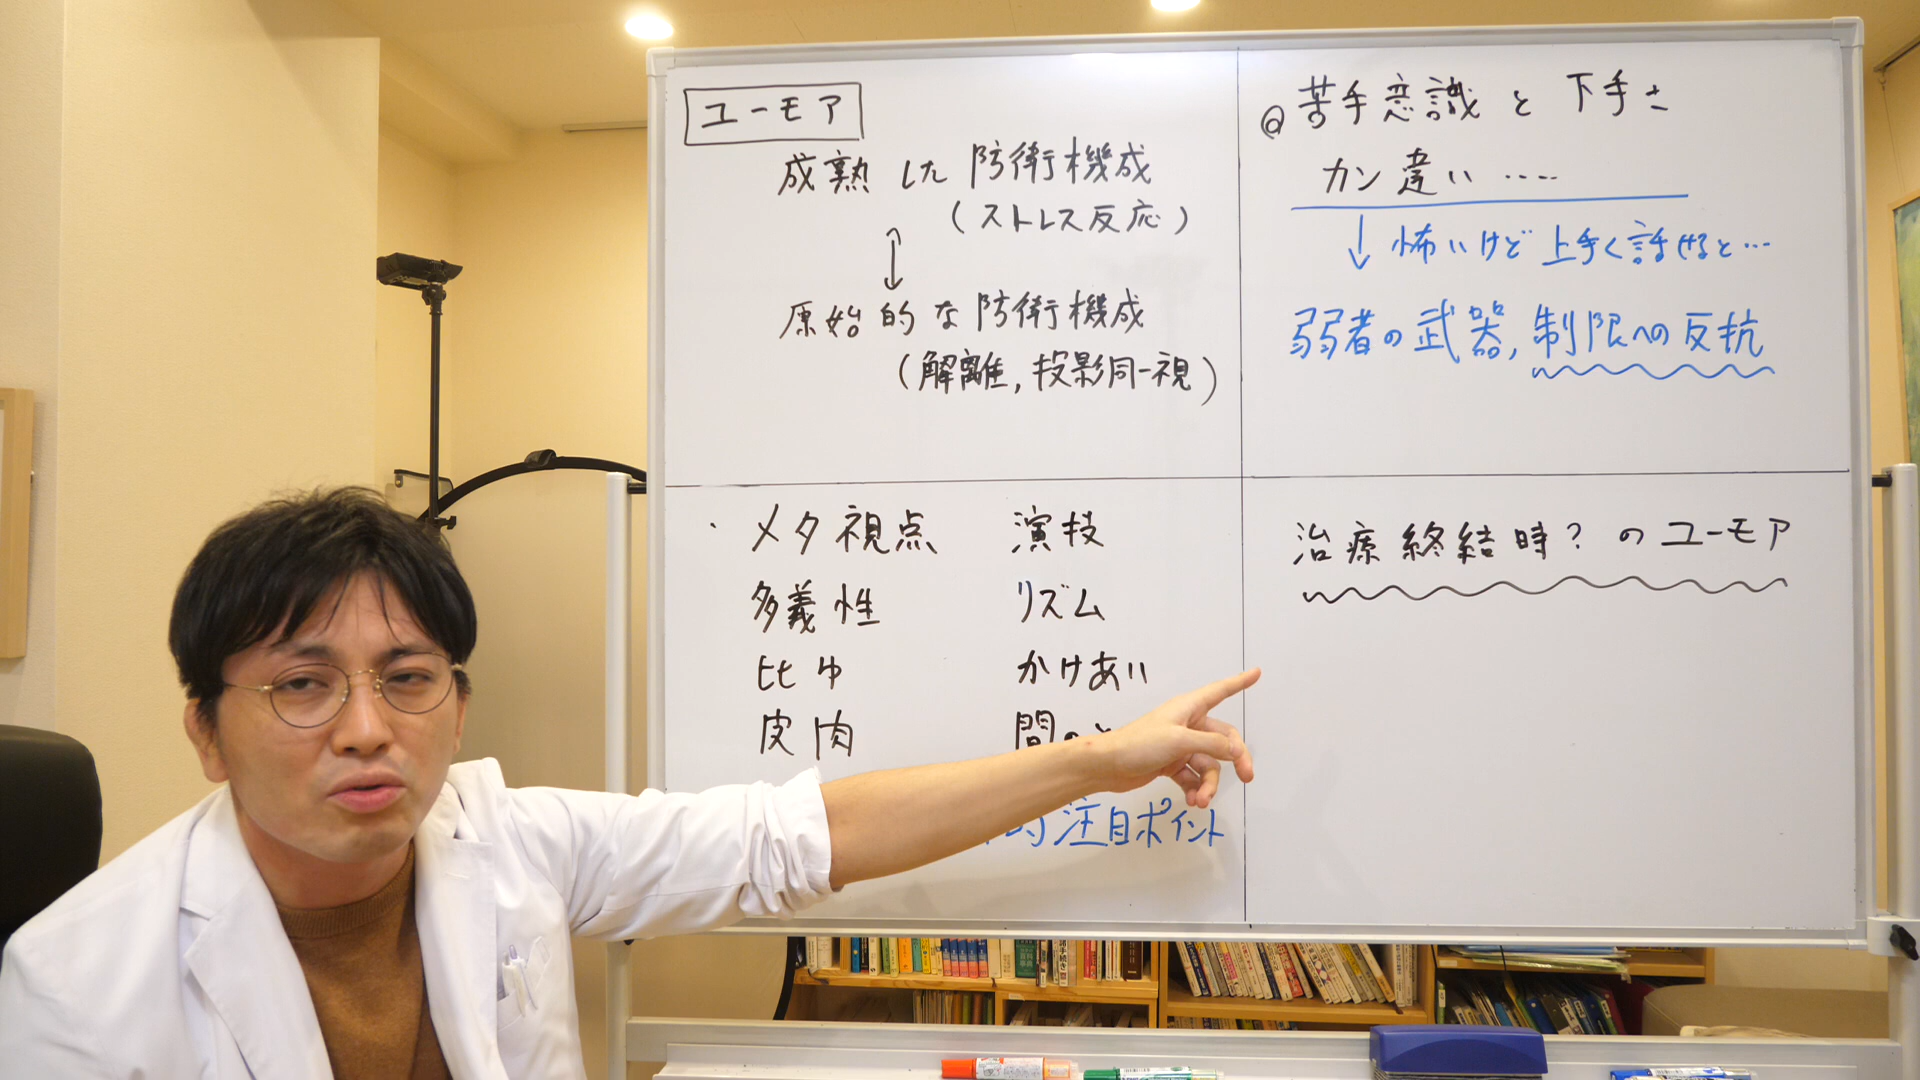 ユーモア
成熟した防衛機成
（ストレス反応）
原始的な防衛機成
（解離,投影同一視）
@苦手意識と下手さ
カン違い……
↓怖いけど上手く話せると…
弱者の武器,制限への反抗
・メタ視点 演技
多義性 リズム
比ゆ かけあい
皮肉 間の
注目ポイント
治療終結時?のユーモア